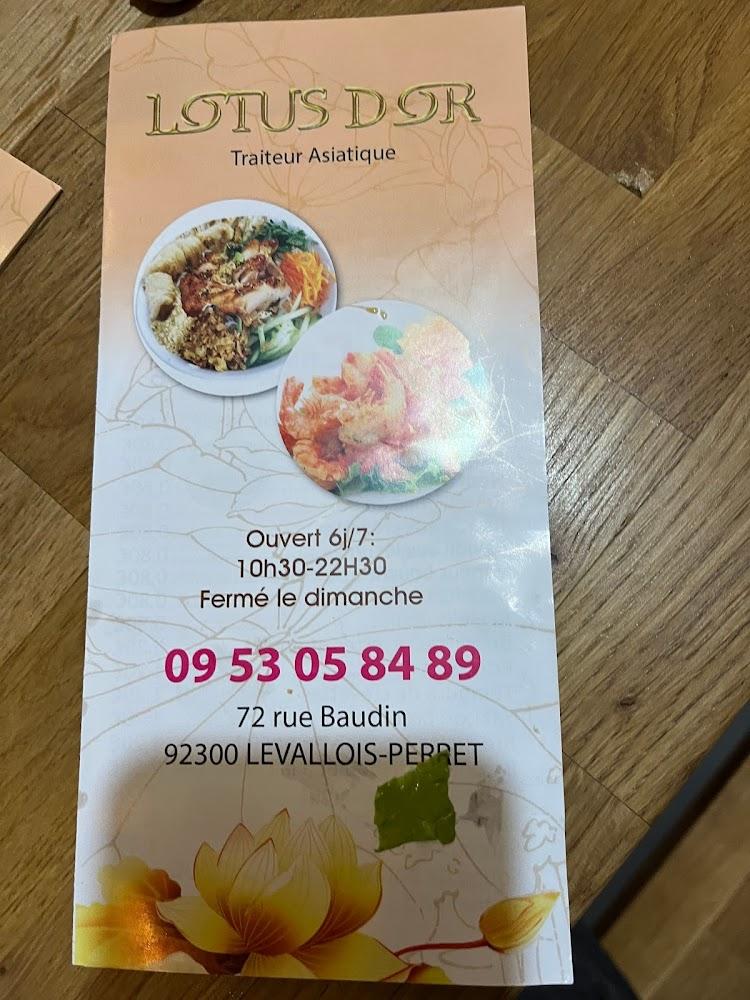 LOTUS D OR
Traiteur Asiatique
Ouvert 6j/7:
10h30-22H30
Fermé le dimanche
09 53 05 84 89
72 rue Baudin
92300 LEVALLOIS-PERRET